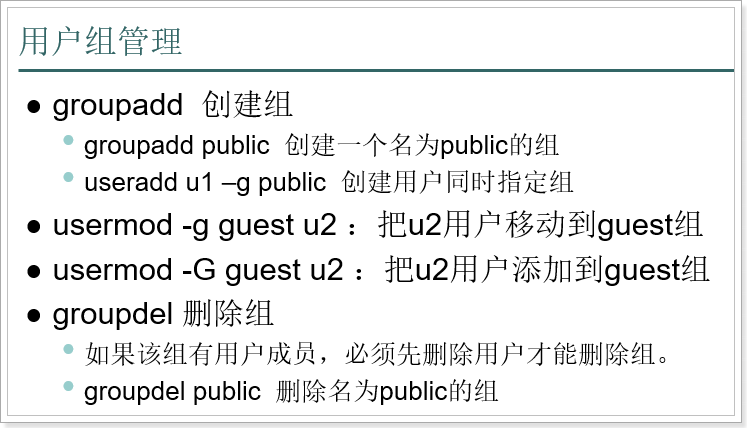 用户组管理
groupadd 创建组
groupadd public 创建一个名为public的组
useradd u1 –g public 创建用户同时指定组
usermod -g guest u2 ：把u2用户移动到guest组
usermod -G guest u2 ：把u2用户添加到guest组
groupdel 删除组
如果该组有用户成员，必须先删除用户才能删除组。
groupdel public 删除名为public的组